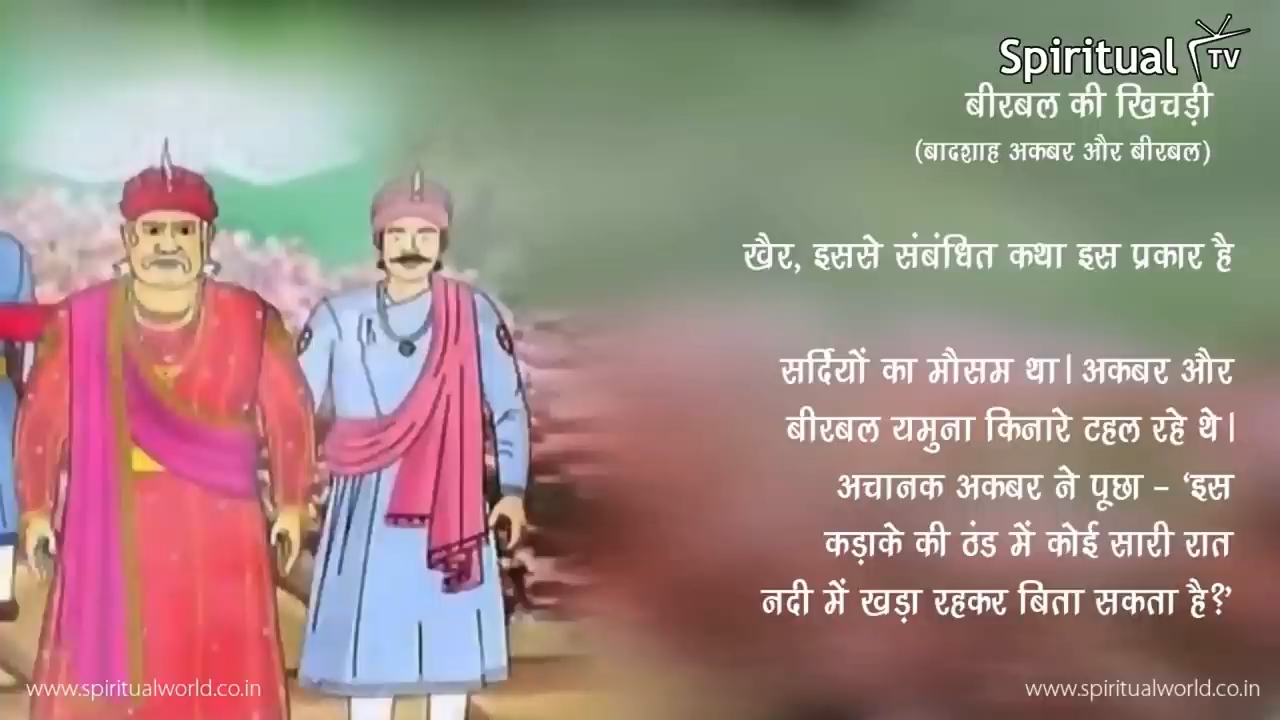 Spiritual TV
बीरबल की खिचड़ी
(बादशाह अकबर और बीरबल)
खैर, इससे संबंधित कथा इस प्रकार है
सर्दियों का मौसम था। अकबर और
बीरबल यमुना किनारे टहल रहे थे।
अचानक अकबर ने पूछा – ‘इस
कड़ाके की ठंड में कोई सारी रात
नदी में खड़ा रहकर बिता सकता है?’
www.spiritualworld.co.in
www.spiritualworld.co.in